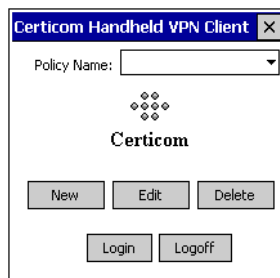 Certicom Handheld VPN Client
Policy Name:
Certicom
New Edit Delete
Login Logoff